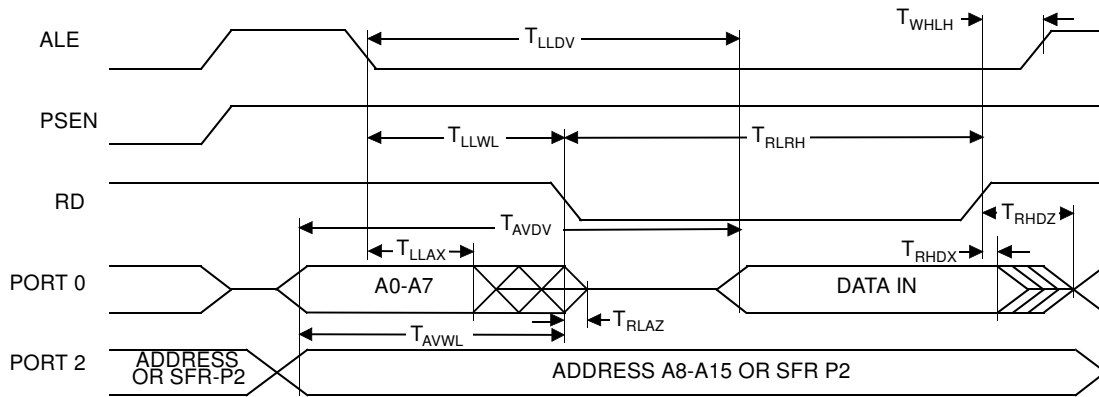 T_WHLH
ALE
T_LLDV
PSEN
T_LLWL
T_RLRH
RD
T_AVDV
T_RHDZ
T_LLAX
T_RHDX
PORT 0
A0-A7
DATA IN
T_RLAZ
T_AVWL
PORT 2
ADDRESS
OR SFR-P2
ADDRESS A8-A15 OR SFR P2